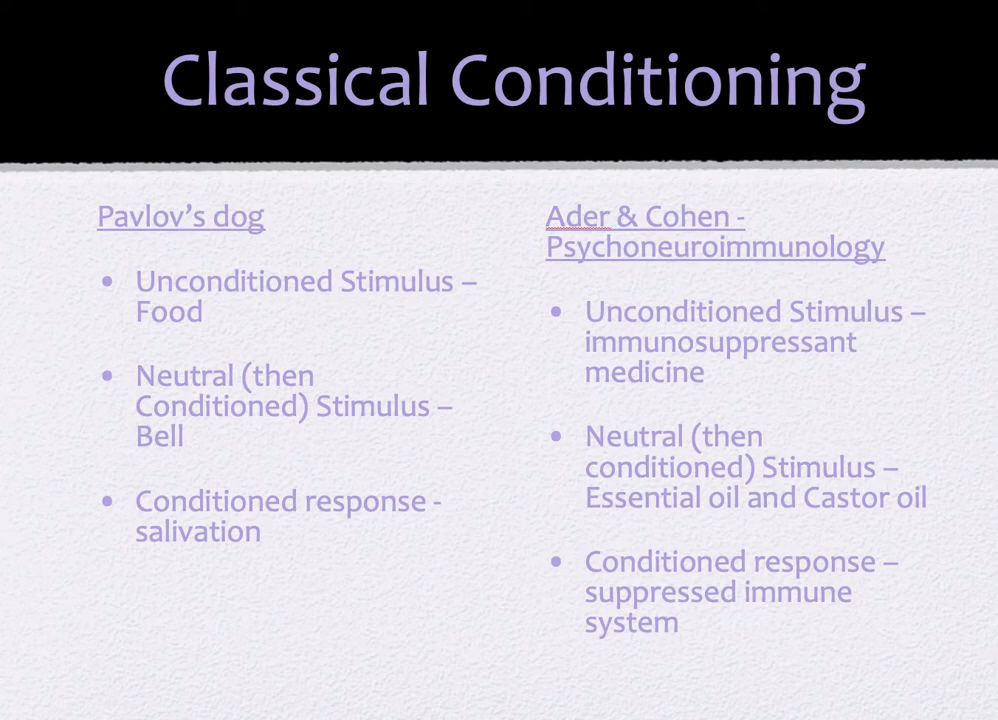 Classical Conditioning
Pavlov’s dog
• Unconditioned Stimulus –
Food
• Neutral (then
Conditioned) Stimulus –
Bell
• Conditioned response -
salivation
Ader & Cohen -
Psychoneuroimmunology
• Unconditioned Stimulus –
immunosuppressant
medicine
• Neutral (then
conditioned) Stimulus –
Essential oil and Castor oil
• Conditioned response –
suppressed immune
system